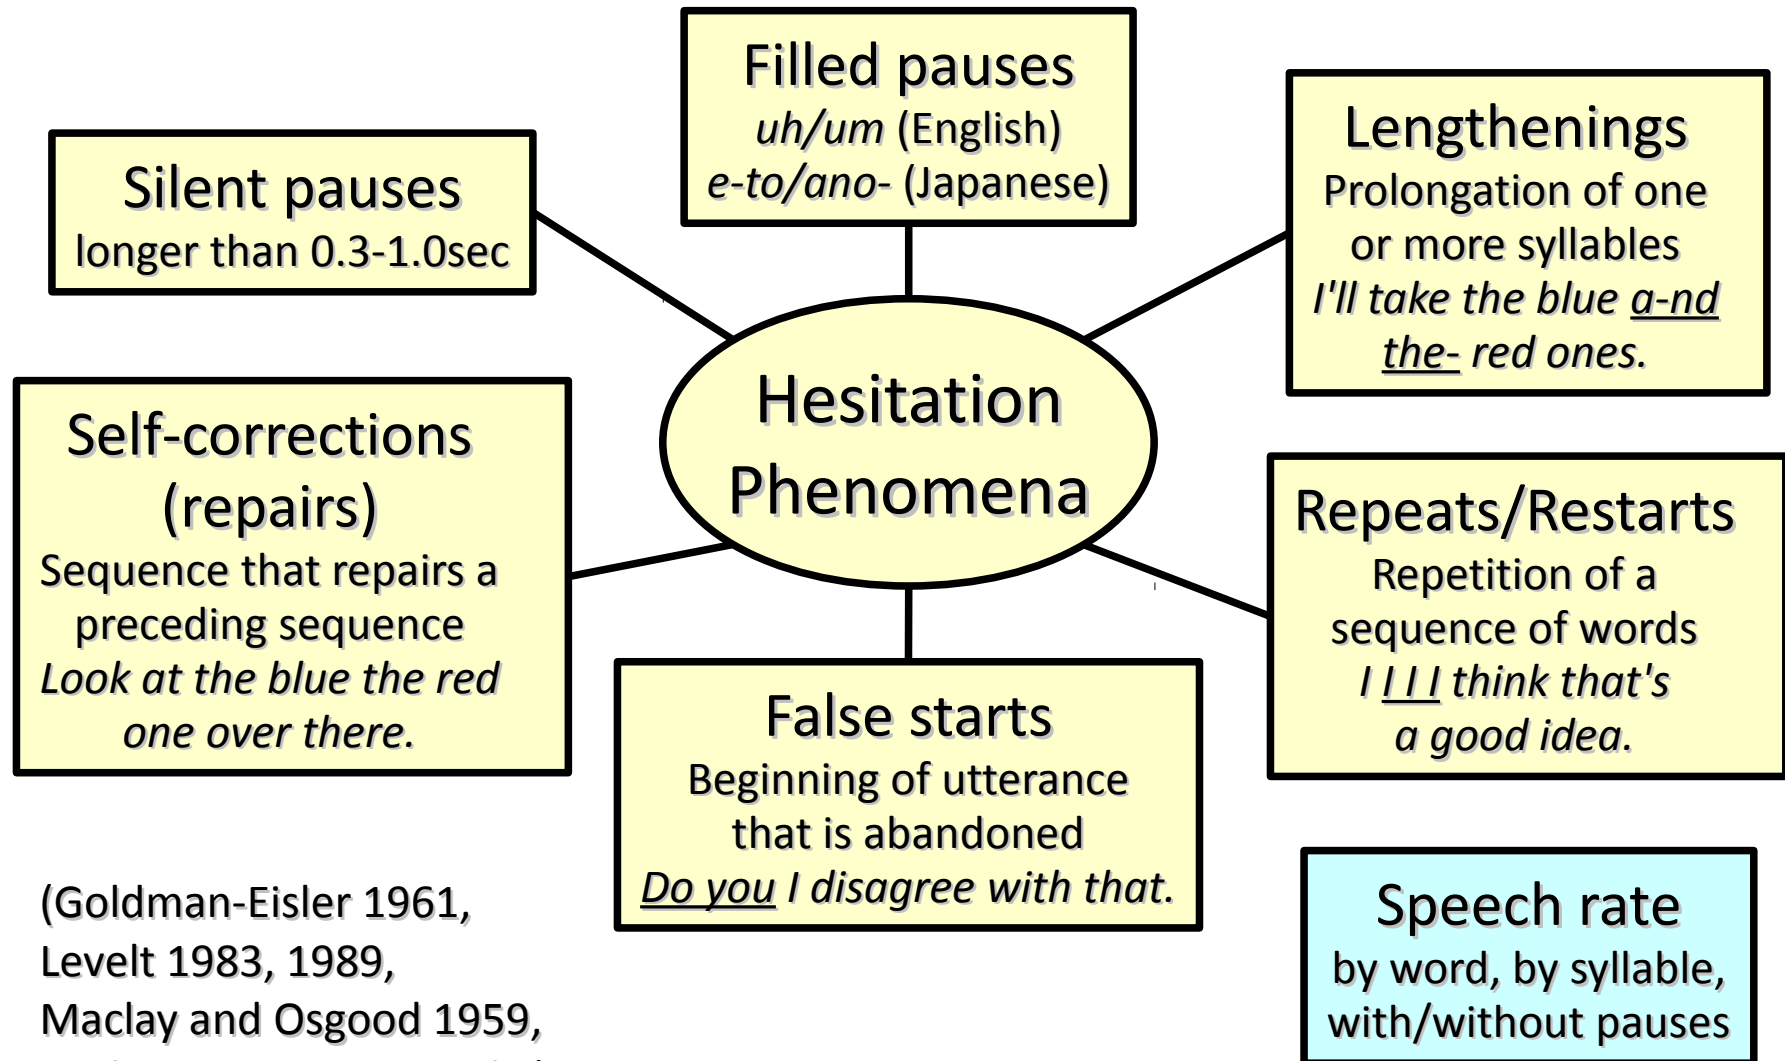 Filled pauses
uh/um (English)
e-to/ano- (Japanese)
Silent pauses
longer than 0.3-1.0sec
Lengthenings
Prolongation of one
or more syllables
I'll take the blue a-nd
the- red ones.
Hesitation
Phenomena
Self-corrections
(repairs)
Sequence that repairs a
preceding sequence
Look at the blue the red
one over there.
Repeats/Restarts
Repetition of a
sequence of words
I I I I think that's
a good idea.
False starts
Beginning of utterance
that is abandoned
Do you I disagree with that.
Speech rate
by word, by syllable,
with/without pauses
(Goldman-Eisler 1961,
Levelt 1983, 1989,
Maclay and Osgood 1959,